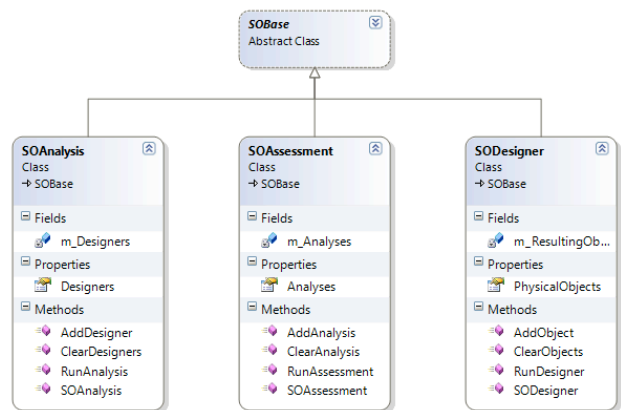 SOBase
Abstract Class
SOAnalysis
Class
SOBase
Fields
m_Designers
Properties
Designers
Methods
AddDesigner
ClearDesigners
RunAnalysis
SOAnalysis
SOAssessment
Class
SOBase
Fields
m_Analyses
Properties
Analyses
Methods
AddAnalysis
ClearAnalysis
RunAssessment
SOAssessment
SODesigner
Class
SOBase
Fields
m_ResultingOb...
Properties
PhysicalObjects
Methods
AddObject
ClearObjects
RunDesigner
SODesigner